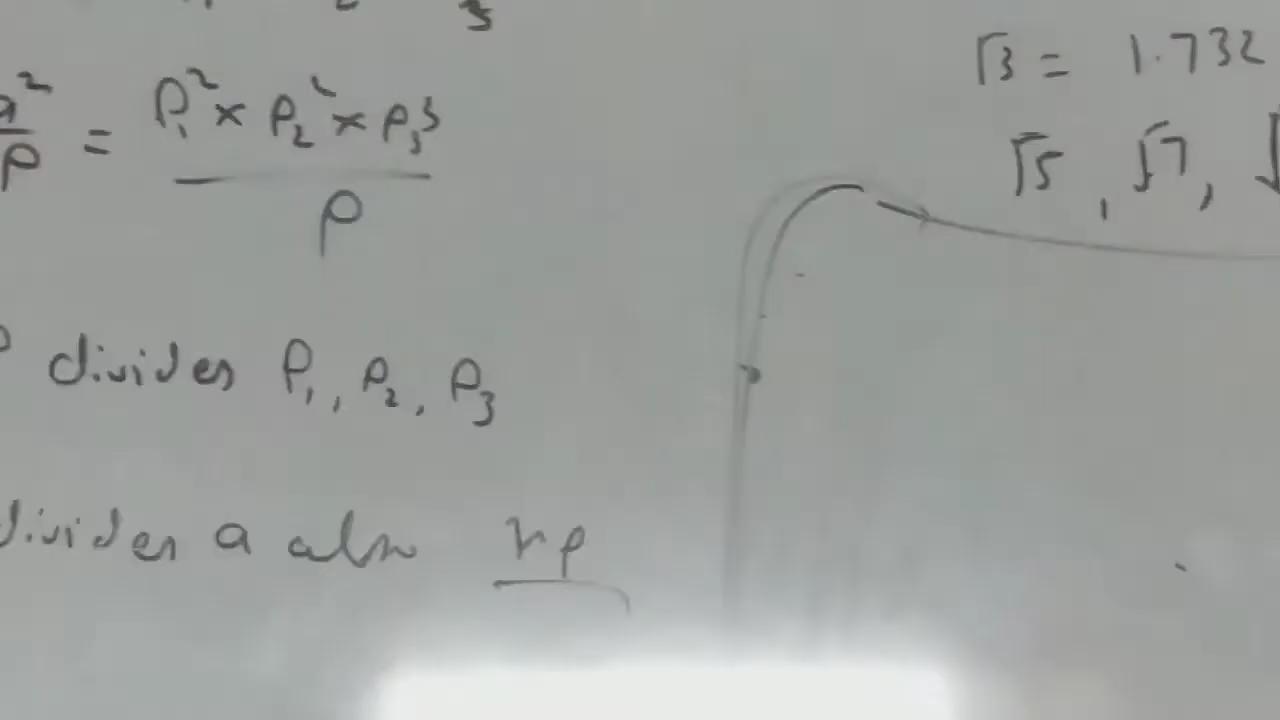 a²/p = p₁² × p₂² × p₃³ / p
divides p₁, p₂, p₃
divides a also
√3 = 1.732
√5, √7, √